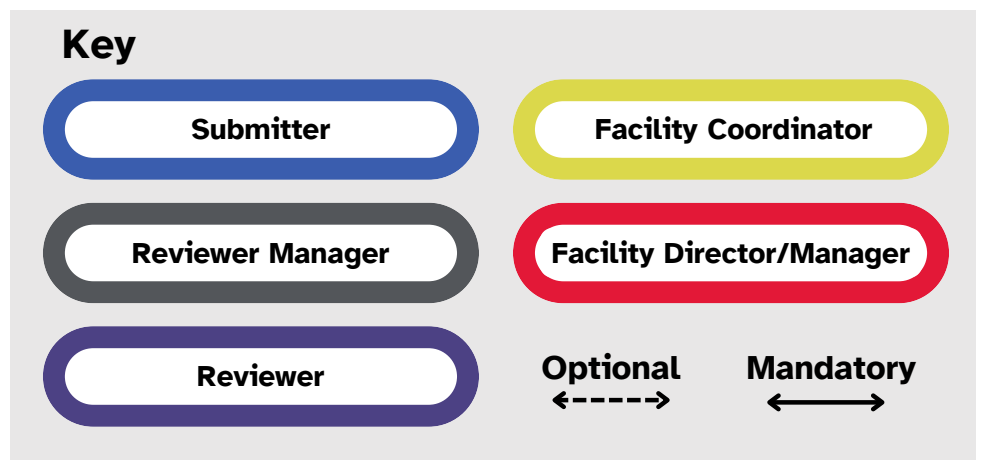 Key
Submitter
Facility Coordinator
Reviewer Manager
Facility Director/Manager
Reviewer
Optional
Mandatory